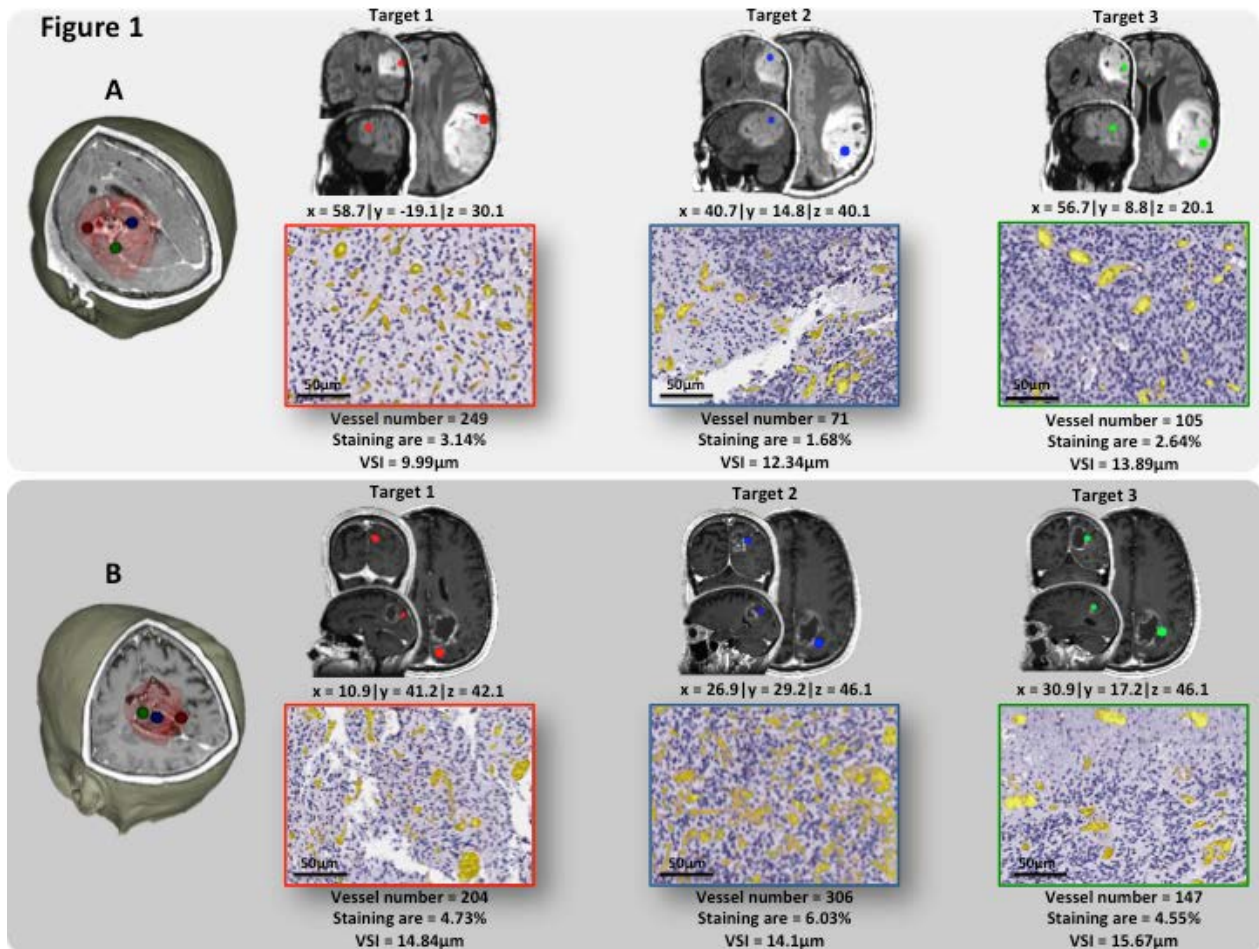 Figure 1
A
Target 1
Target 2
Target 3
x = 58.7|y = -19.1|z = 30.1
x = 40.7|y = 14.8|z = 40.1
x = 56.7|y = 8.8|z = 20.1
50µm
50µm
50µm
Vessel number = 249
Staining are = 3.14%
VSI = 9.99µm
Vessel number = 71
Staining are = 1.68%
VSI = 12.34µm
Vessel number = 105
Staining are = 2.64%
VSI = 13.89µm
B
Target 1
Target 2
Target 3
x = 10.9|y = 41.2|z = 42.1
x = 26.9|y = 29.2|z = 46.1
x = 30.9|y = 17.2|z = 46.1
50µm
50µm
50µm
Vessel number = 204
Staining are = 4.73%
VSI = 14.84µm
Vessel number = 306
Staining are = 6.03%
VSI = 14.1µm
Vessel number = 147
Staining are = 4.55%
VSI = 15.67µm